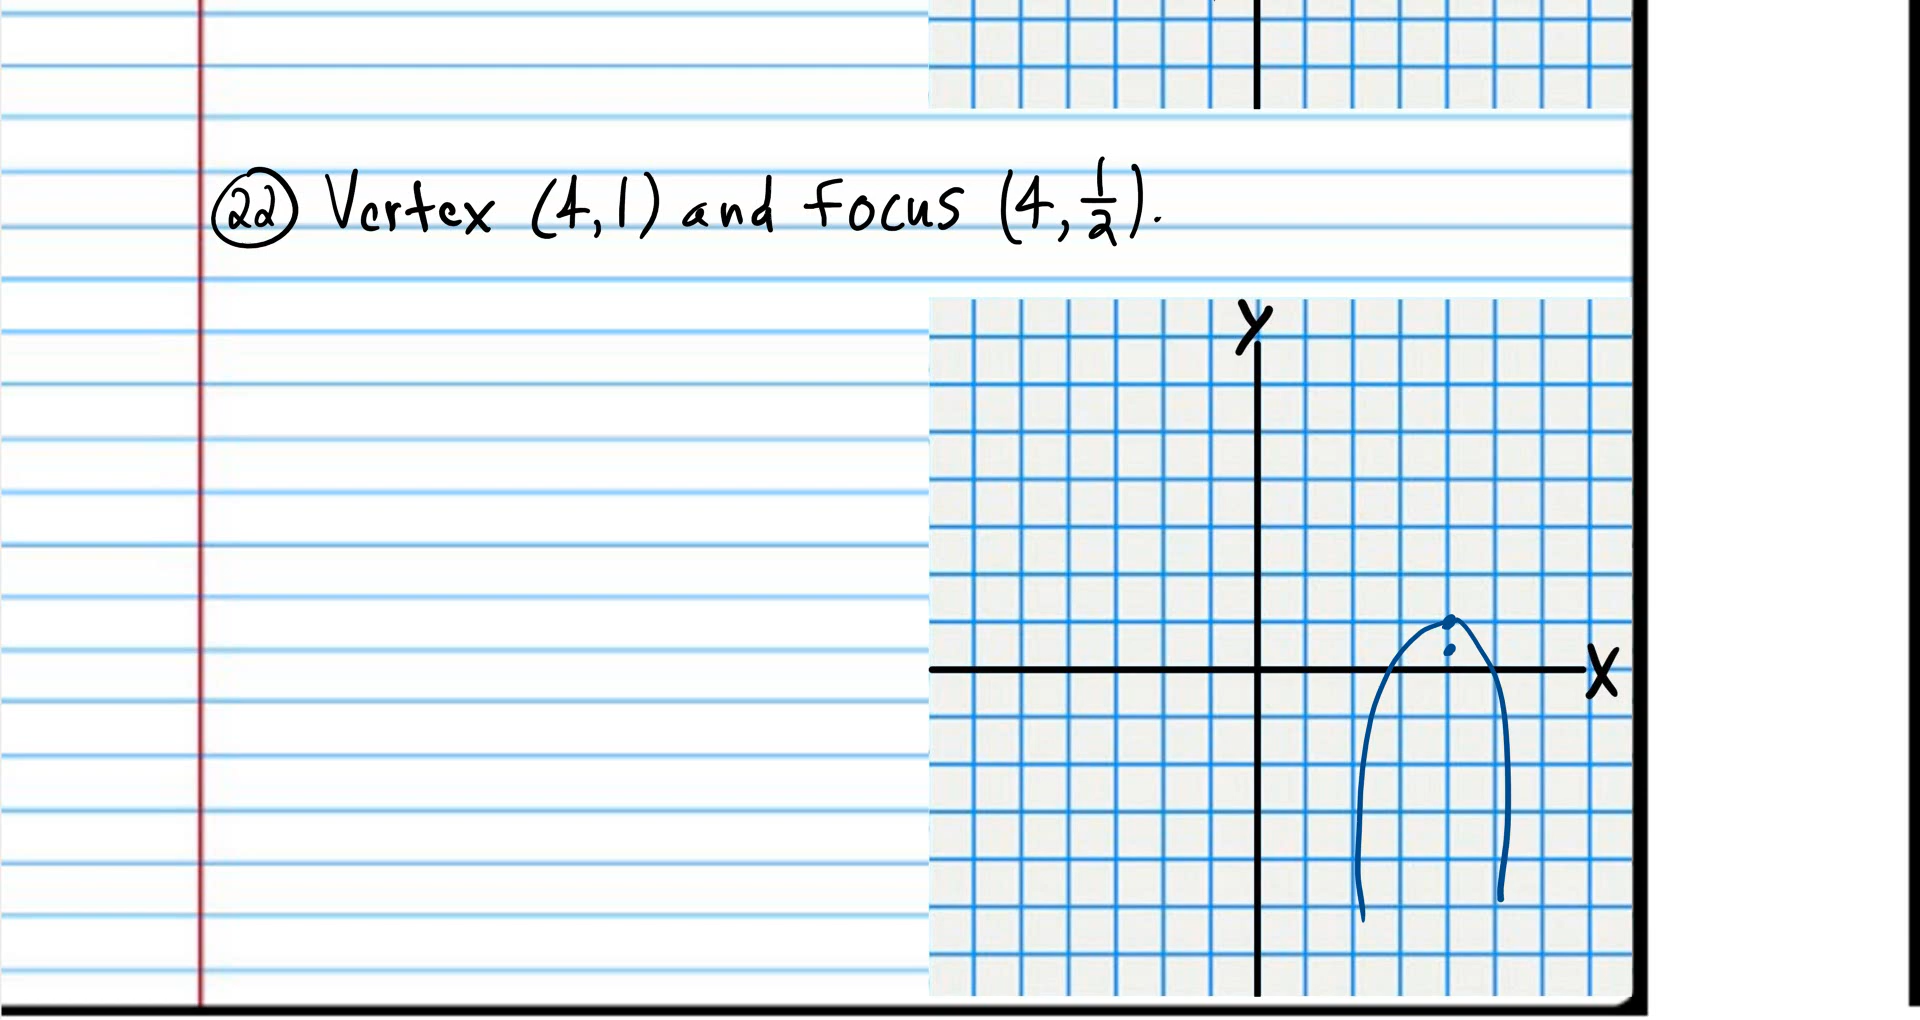 22 Vertex (4,1) and focus (4,1/2).
Y
X